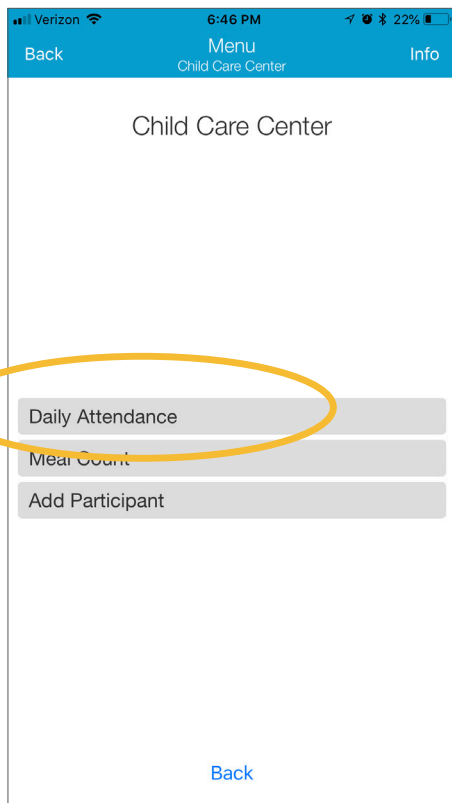 Verizon 6:46 PM 22%
Back Menu Info
Child Care Center
Child Care Center
Daily Attendance
Meal Count
Add Participant
Back